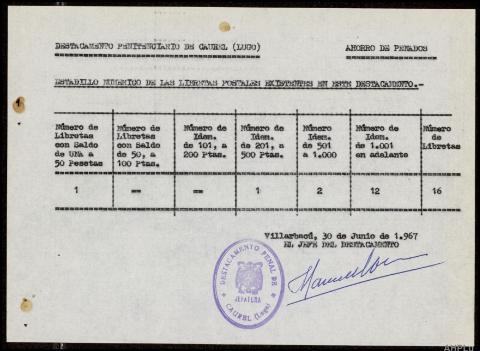 DESTACAMENTO PENITENCIARIO DE CAUREL (LUGO) AHORRO DE PENADOS
ESTADILLO NUMERICO DE LAS LIBRETAS POSTALES EXISTENTES EN ESTE DESTACAMENTO.-
Número de Libretas con Saldo de UNA a 50 Pesetas
Número de Libretas con Saldo de 50, a 100 Ptas.
Número de Idem. de 101, a 200 Ptas.
Número de Idem. de 201, a 500 Ptas.
Número de Idem. de 501 a 1.000
Número de Idem. de 1.001 en adelante
Número de Libretas
1 == == 1 2 12 16
Villarbacú, 30 de Junio de 1.967
EL JEFE DEL DESTACAMENTO
DESTACAMENTO PENAL DE
JEFATURA
CAUREL (Lugo)
AHPLU